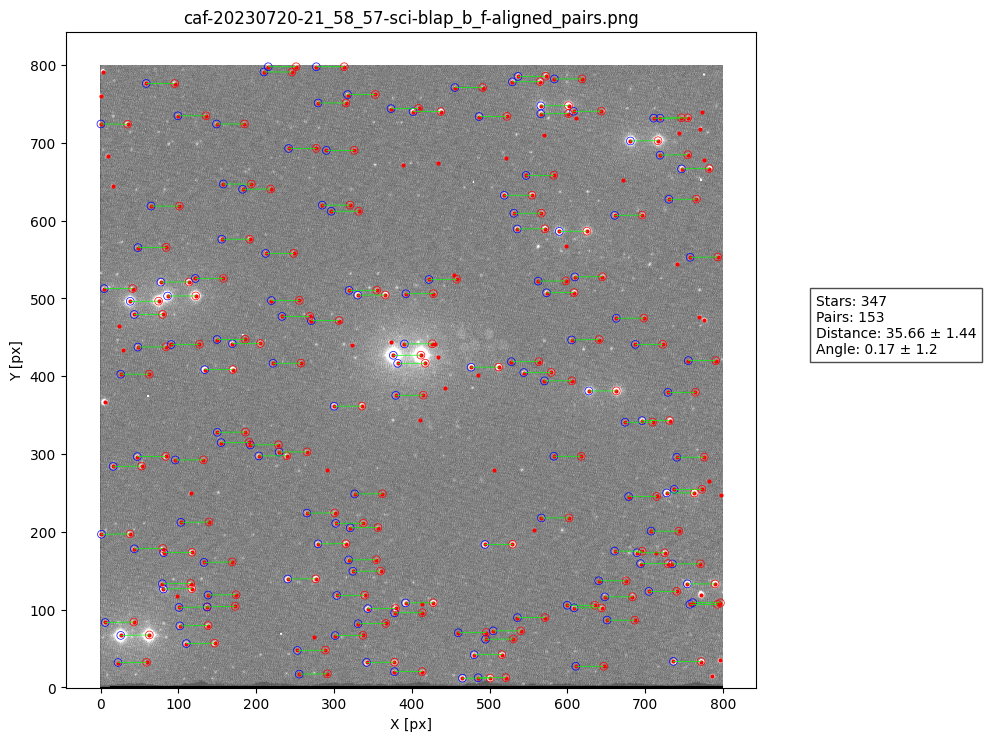 caf-20230720-21_58_57-sci-blap_b_f-aligned_pairs.png
800
700
600
500
400
300
200
100
0
Y [px]
0 100 200 300 400 500 600 700 800
X [px]
Stars: 347
Pairs: 153
Distance: 35.66 ± 1.44
Angle: 0.17 ± 1.2